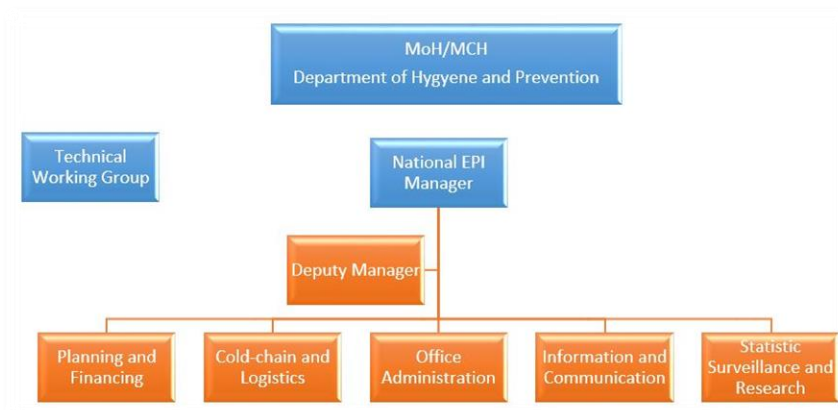 MoH/MCH
Department of Hygyene and Prevention
Technical
Working Group
National EPI
Manager
Deputy Manager
Planning and
Financing
Cold-chain and
Logistics
Office
Administration
Information and
Communication
Statistic
Surveillance and
Research